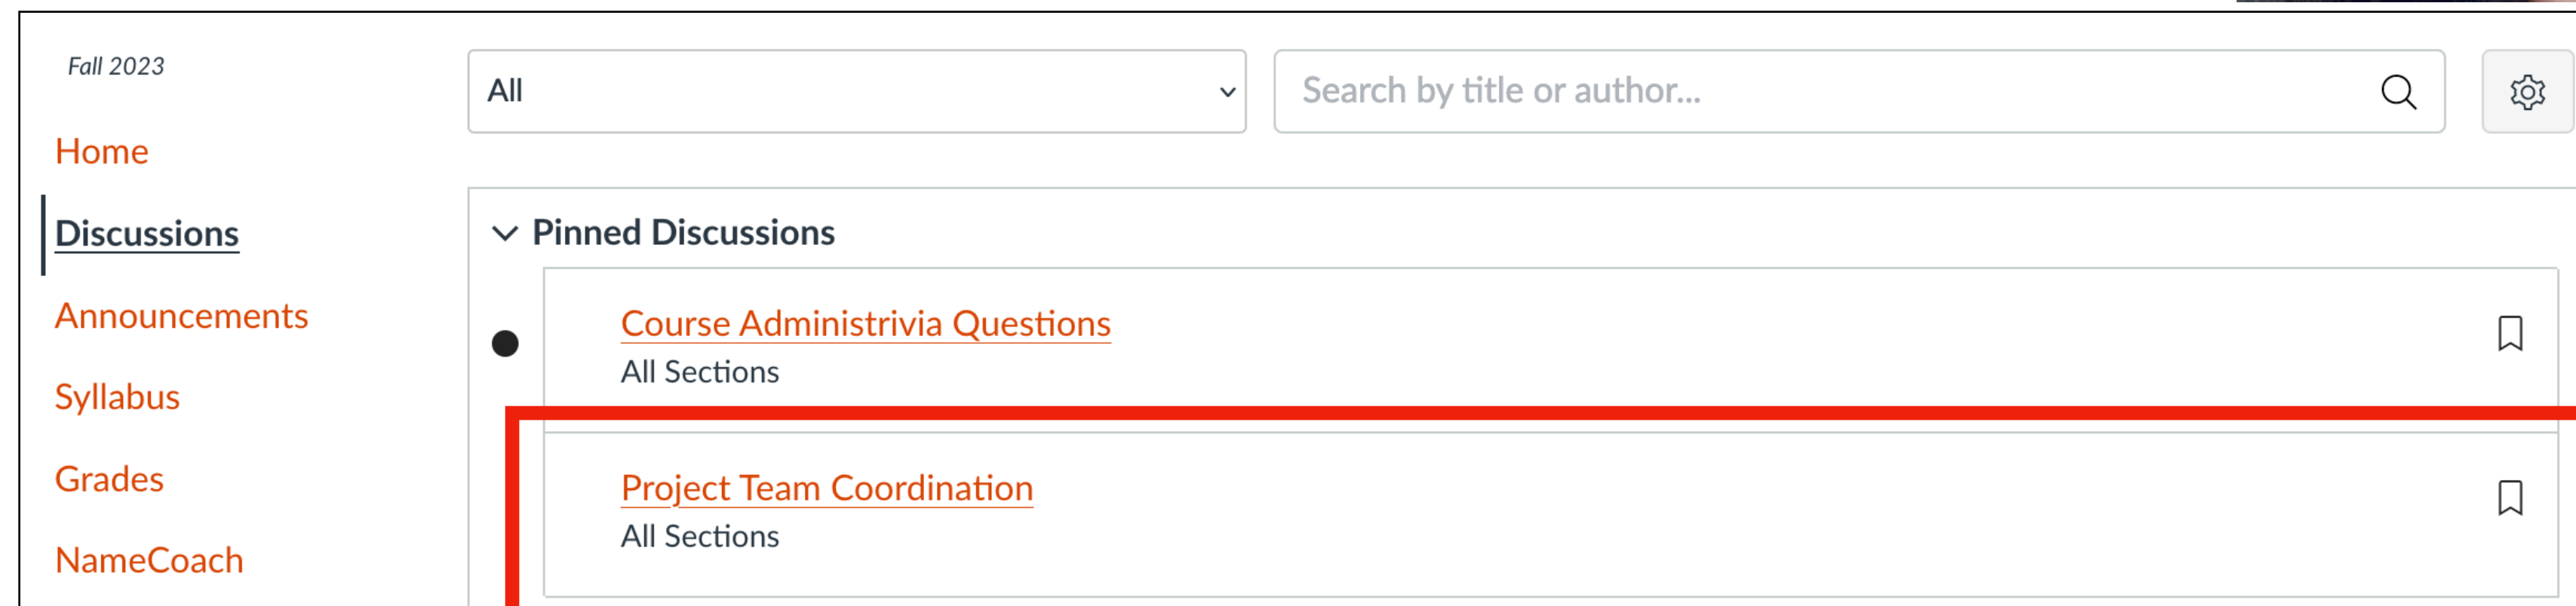 Fall 2023
Home
Discussions
Announcements
Syllabus
Grades
NameCoach
All
Search by title or author...
Pinned Discussions
Course Administrivia Questions
All Sections
Project Team Coordination
All Sections